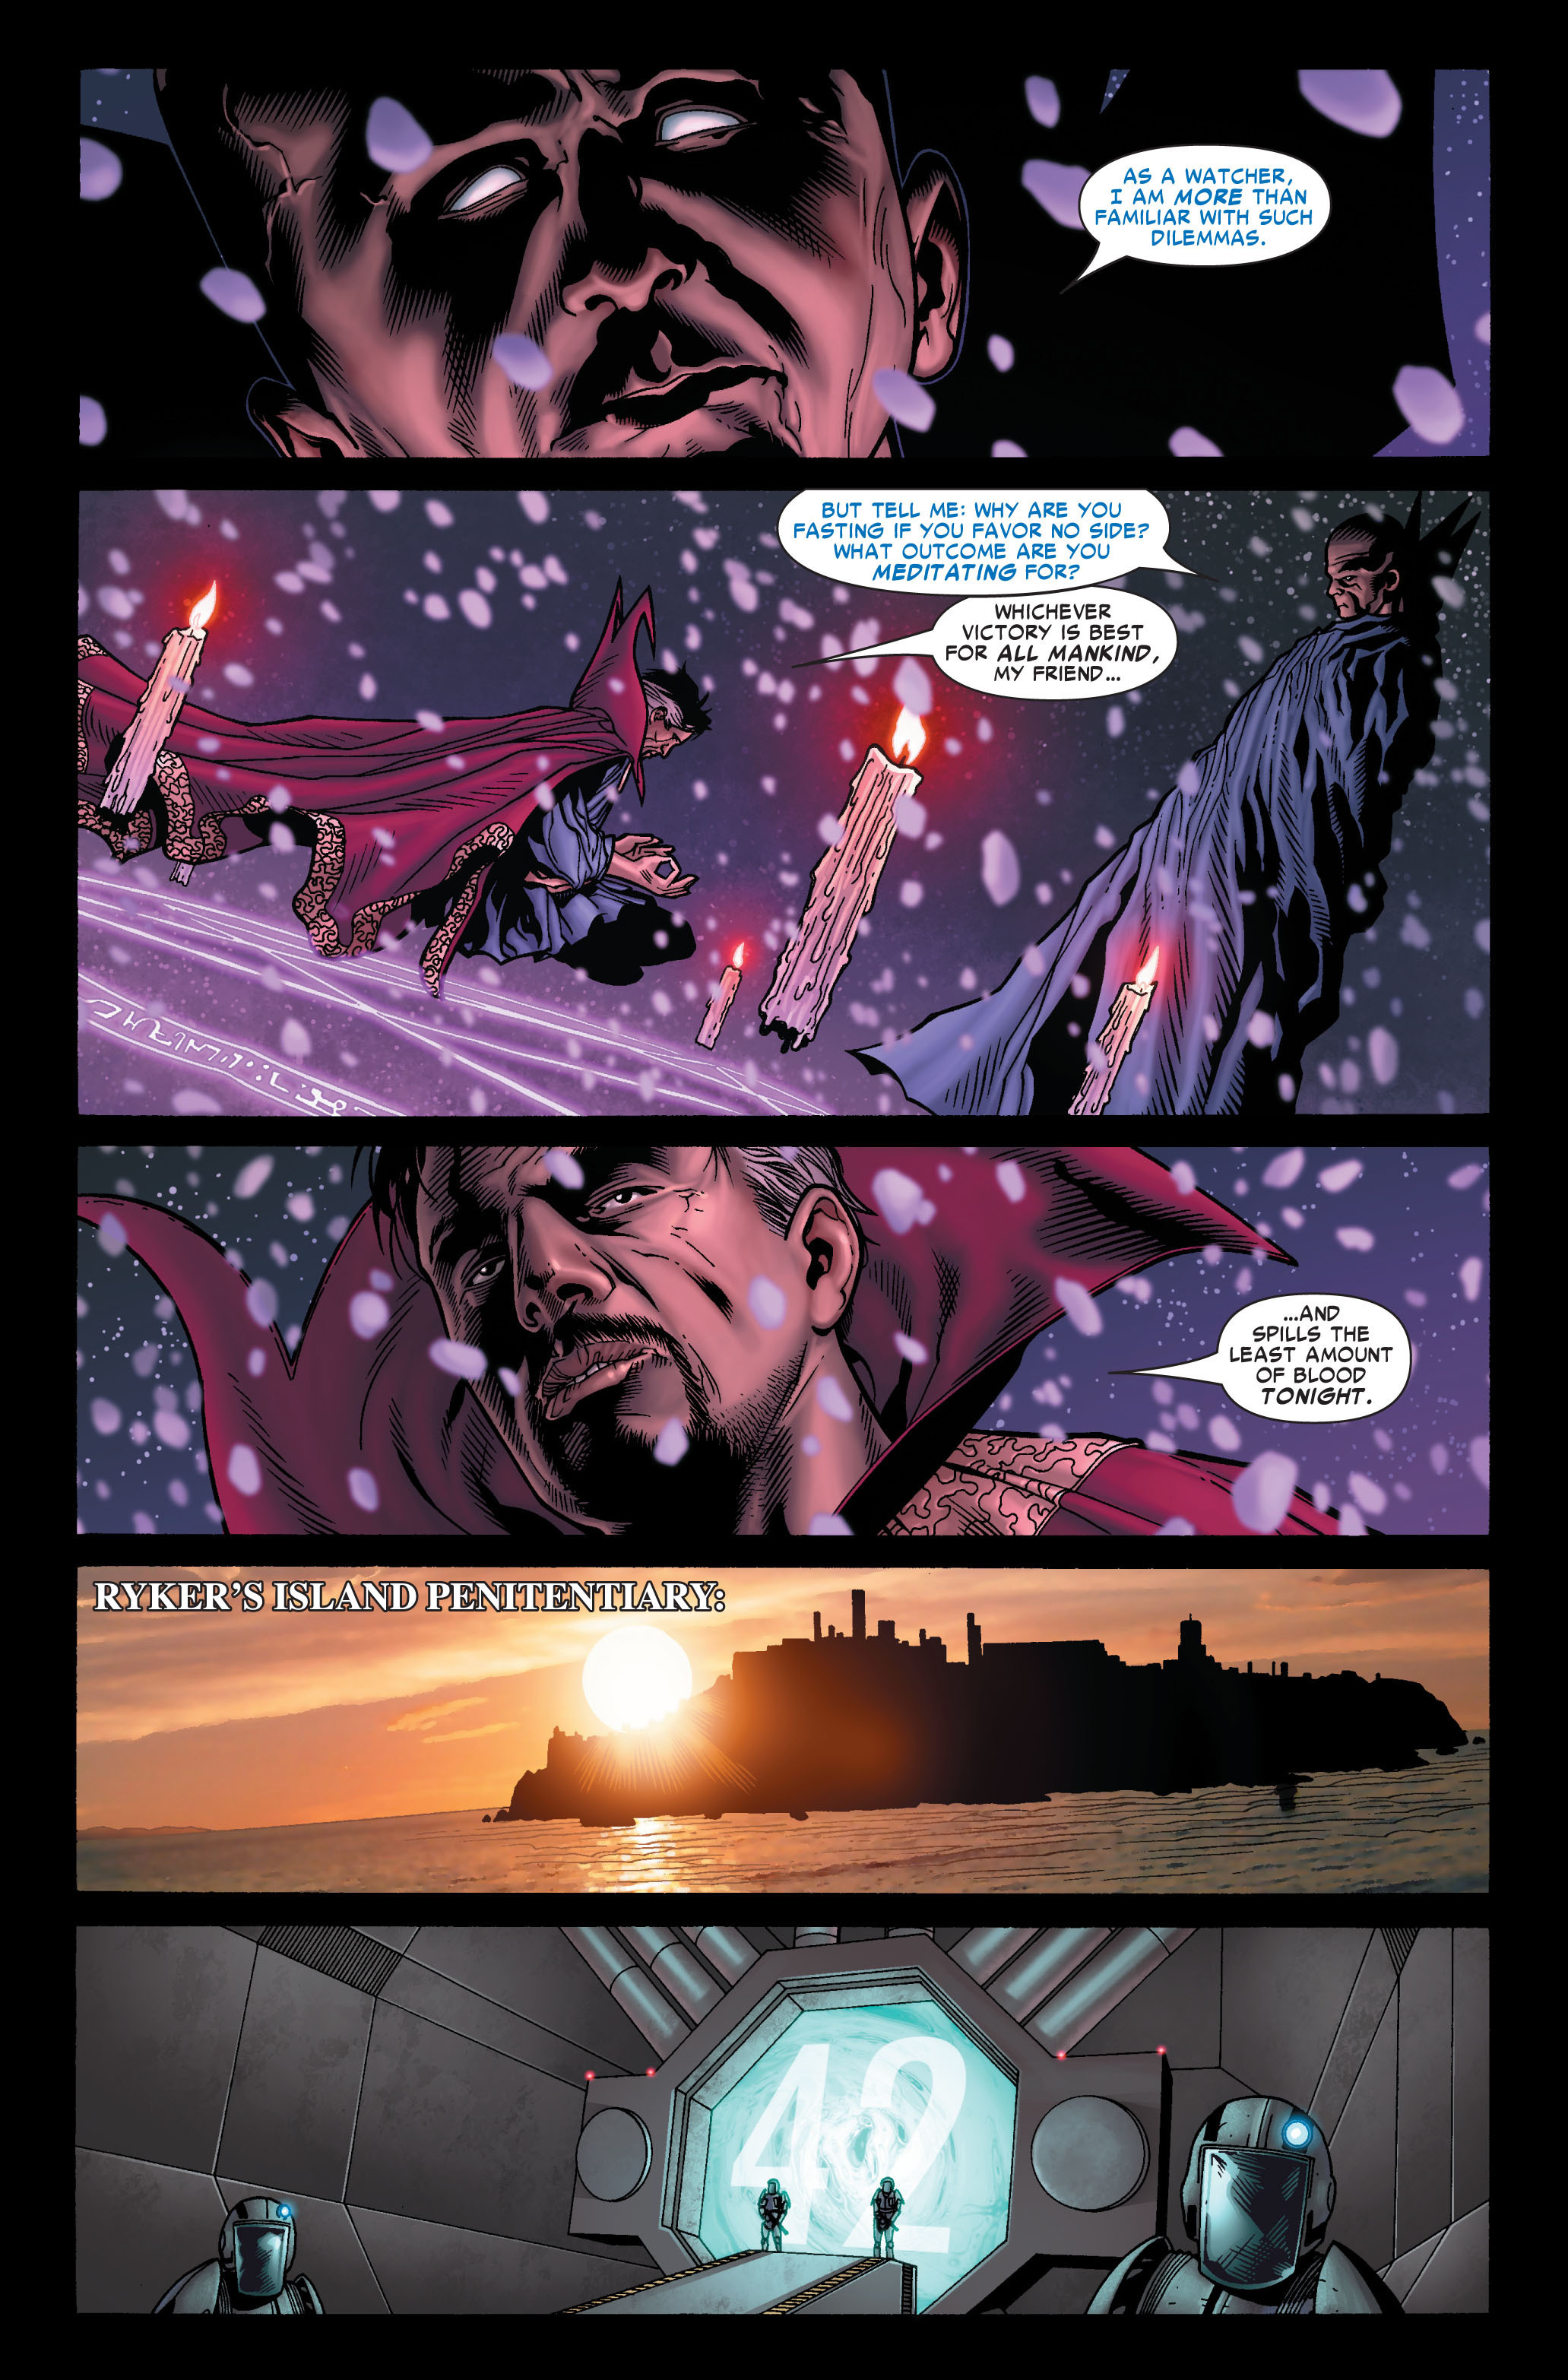 AS A WATCHER,
I AM MORE THAN
FAMILIAR WITH SUCH
DILEMMAS.
BUT TELL ME: WHY ARE YOU
FASTING IF YOU FAVOR NO SIDE?
WHAT OUTCOME ARE YOU
MEDITATING FOR?
WHICHEVER
VICTORY IS BEST
FOR ALL MANKIND,
MY FRIEND...
...AND
SPILLS THE
LEAST AMOUNT
OF BLOOD
TONIGHT.
RYKER'S ISLAND PENITENTIARY:
42